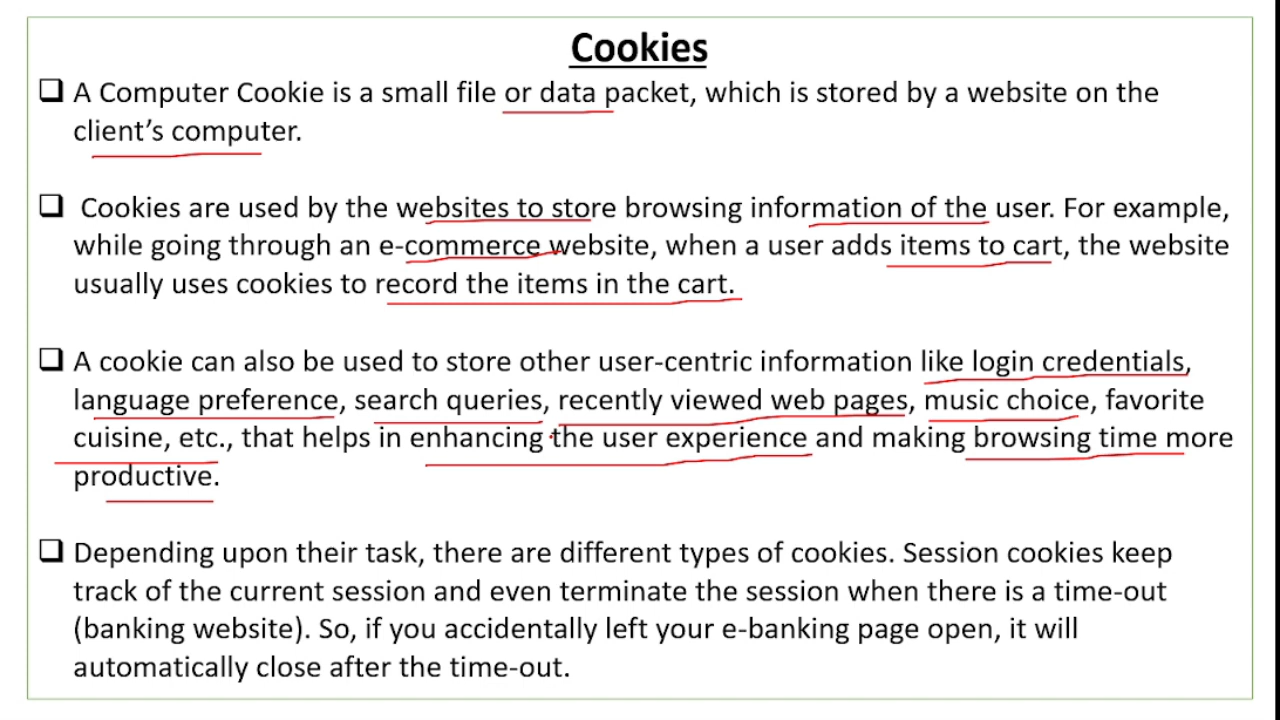 Cookies
❑ A Computer Cookie is a small file or data packet, which is stored by a website on the
client’s computer.
❑ Cookies are used by the websites to store browsing information of the user. For example,
while going through an e-commerce website, when a user adds items to cart, the website
usually uses cookies to record the items in the cart.
❑ A cookie can also be used to store other user-centric information like login credentials,
language preference, search queries, recently viewed web pages, music choice, favorite
cuisine, etc., that helps in enhancing the user experience and making browsing time more
productive.
❑ Depending upon their task, there are different types of cookies. Session cookies keep
track of the current session and even terminate the session when there is a time-out
(banking website). So, if you accidentally left your e-banking page open, it will
automatically close after the time-out.